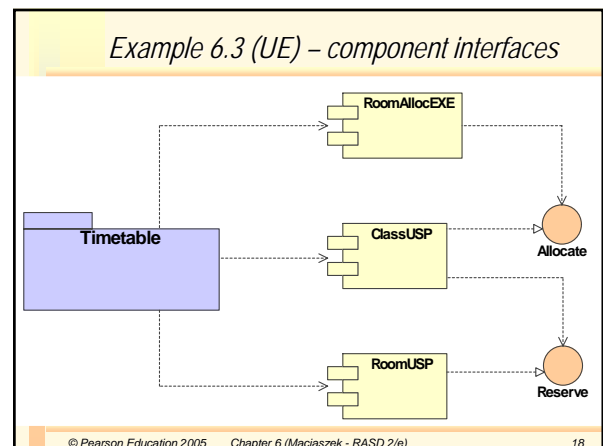 Example 6.3 (UE) – component interfaces
RoomAllocEXE
Timetable
ClassUSP
Allocate
RoomUSP
Reserve
© Pearson Education 2005 Chapter 6 (Maciaszek - RASD 2/e) 18